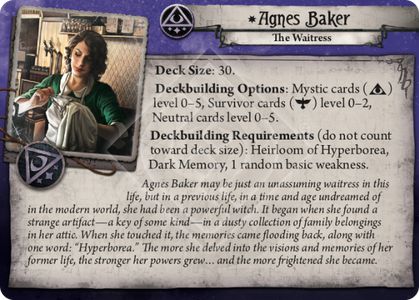 *Agnes Baker
The Waitress
Deck Size: 30.
Deckbuilding Options: Mystic cards () level 0–5, Survivor cards () level 0–2, Neutral cards level 0–5.
Deckbuilding Requirements (do not count toward deck size): Heirloom of Hyperborea, Dark Memory, 1 random basic weakness.
Agnes Baker may be just an unassuming waitress in this
life, but in a previous life, in a time and age undreamed of
in the modern world, she had been a powerful witch. It began when she found a
strange artifact—a key of some kind—in a dusty collection of family belongings
in her attic. When she touched it, the memories came flooding back, along with
one word: “Hyperborea.” The more she delved into the visions and memories of her
former life, the stronger her powers grew... and the more frightened she became.